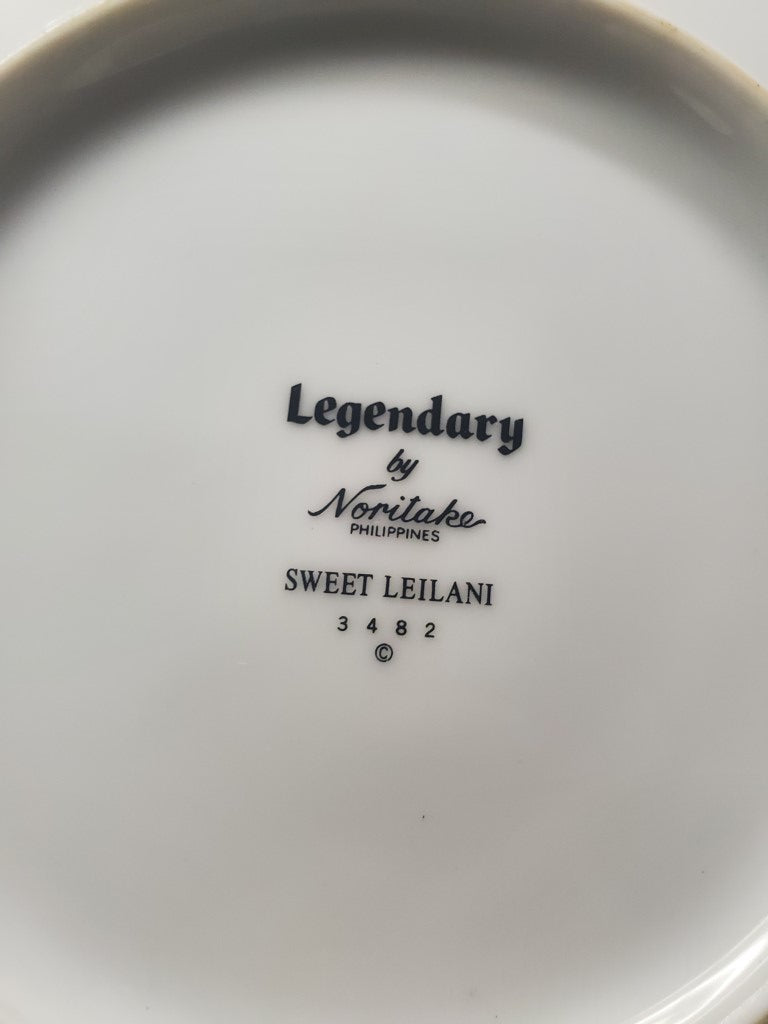 Legendary
by
Noritake
PHILIPPINES
SWEET LEILANI
3 4 8 2
©